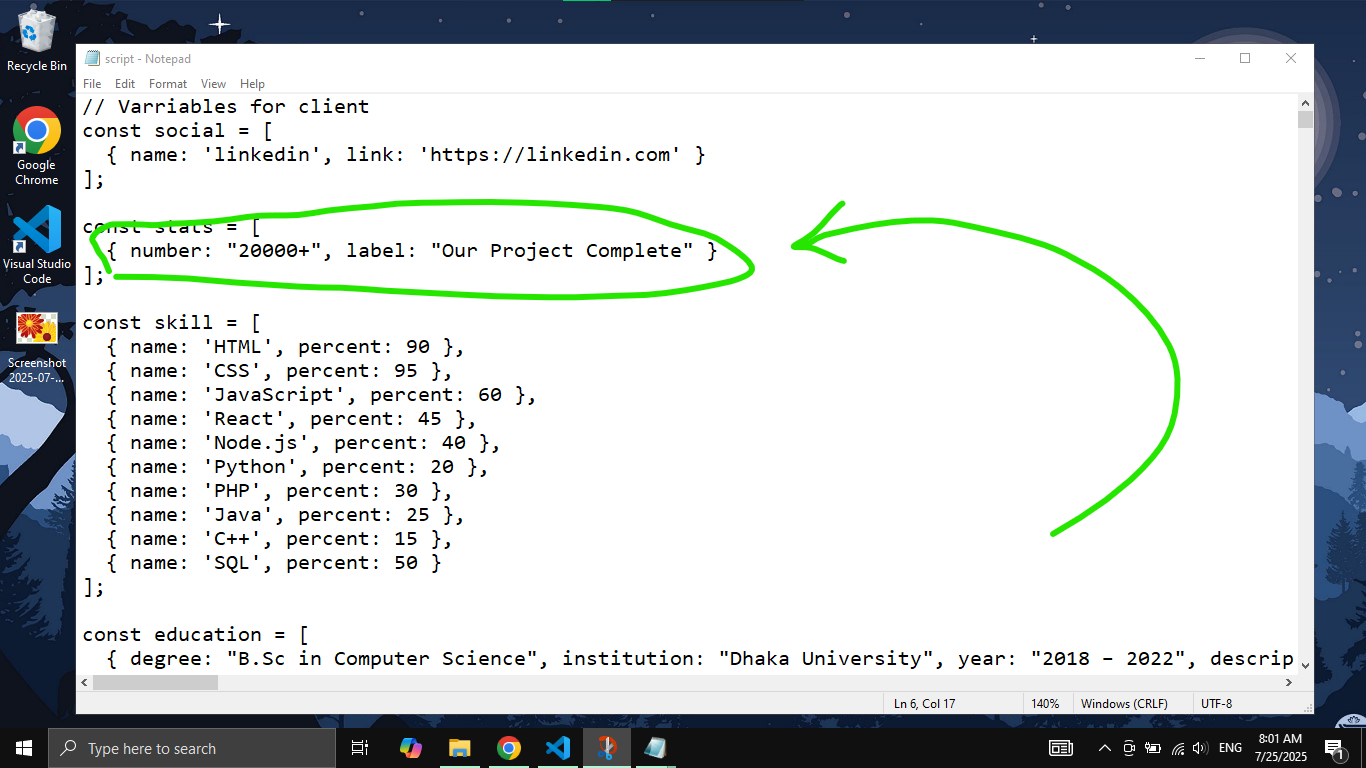 Recycle Bin
Google
Chrome
Visual Studio
Code
Screenshot
2025-07-...
script - Notepad
File Edit Format View Help
// Varriables for client
const social = [
  { name: 'linkedin', link: 'https://linkedin.com' }
];
const stats = [
  { number: "20000+", label: "Our Project Complete" }
];
const skill = [
  { name: 'HTML', percent: 90 },
  { name: 'CSS', percent: 95 },
  { name: 'JavaScript', percent: 60 },
  { name: 'React', percent: 45 },
  { name: 'Node.js', percent: 40 },
  { name: 'Python', percent: 20 },
  { name: 'PHP', percent: 30 },
  { name: 'Java', percent: 25 },
  { name: 'C++', percent: 15 },
  { name: 'SQL', percent: 50 }
];
const education = [
  { degree: "B.Sc in Computer Science", institution: "Dhaka University", year: "2018 – 2022", descrip
Ln 6, Col 17 140% Windows (CRLF) UTF-8
Type here to search
ENG
8:01 AM
7/25/2025
1